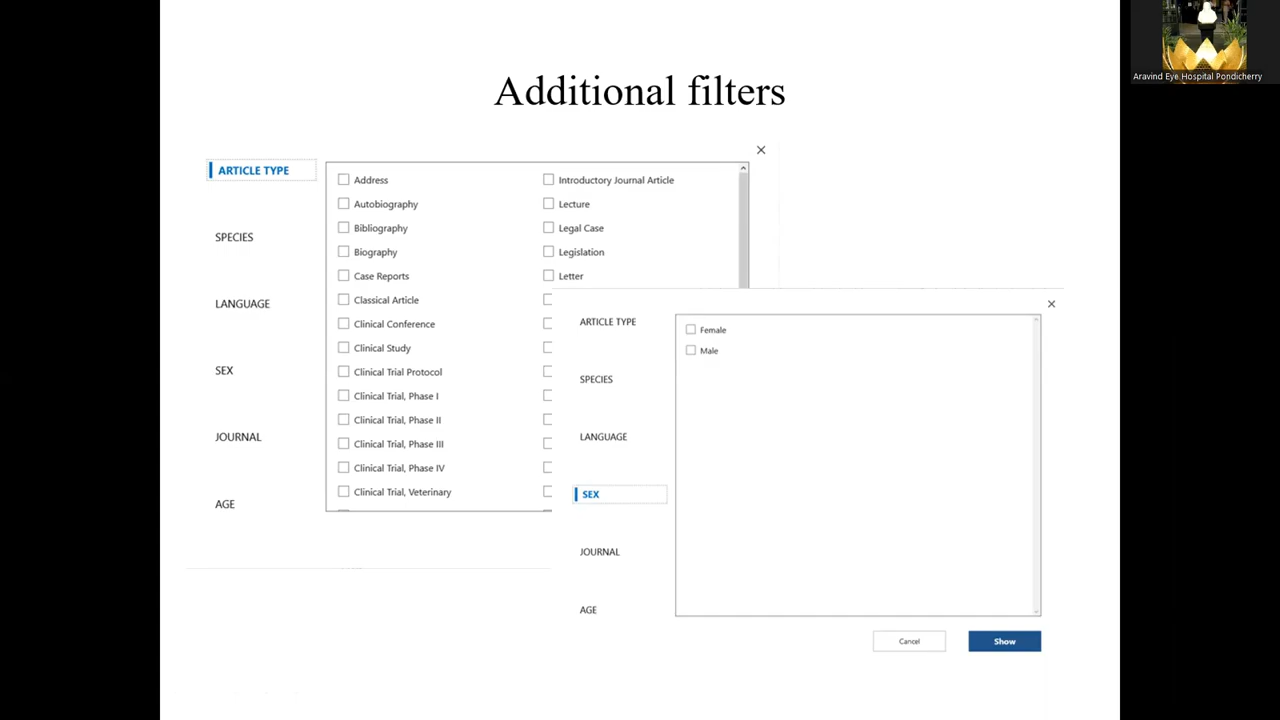 Aravind Eye Hospital Pondicherry
Additional filters
ARTICLE TYPE
SPECIES
LANGUAGE
SEX
JOURNAL
AGE
Address
Autobiography
Bibliography
Biography
Case Reports
Classical Article
Clinical Conference
Clinical Study
Clinical Trial Protocol
Clinical Trial, Phase I
Clinical Trial, Phase II
Clinical Trial, Phase III
Clinical Trial, Phase IV
Clinical Trial, Veterinary
Introductory Journal Article
Lecture
Legal Case
Legislation
Letter
ARTICLE TYPE
SPECIES
LANGUAGE
SEX
JOURNAL
AGE
Female
Male
Cancel
Show